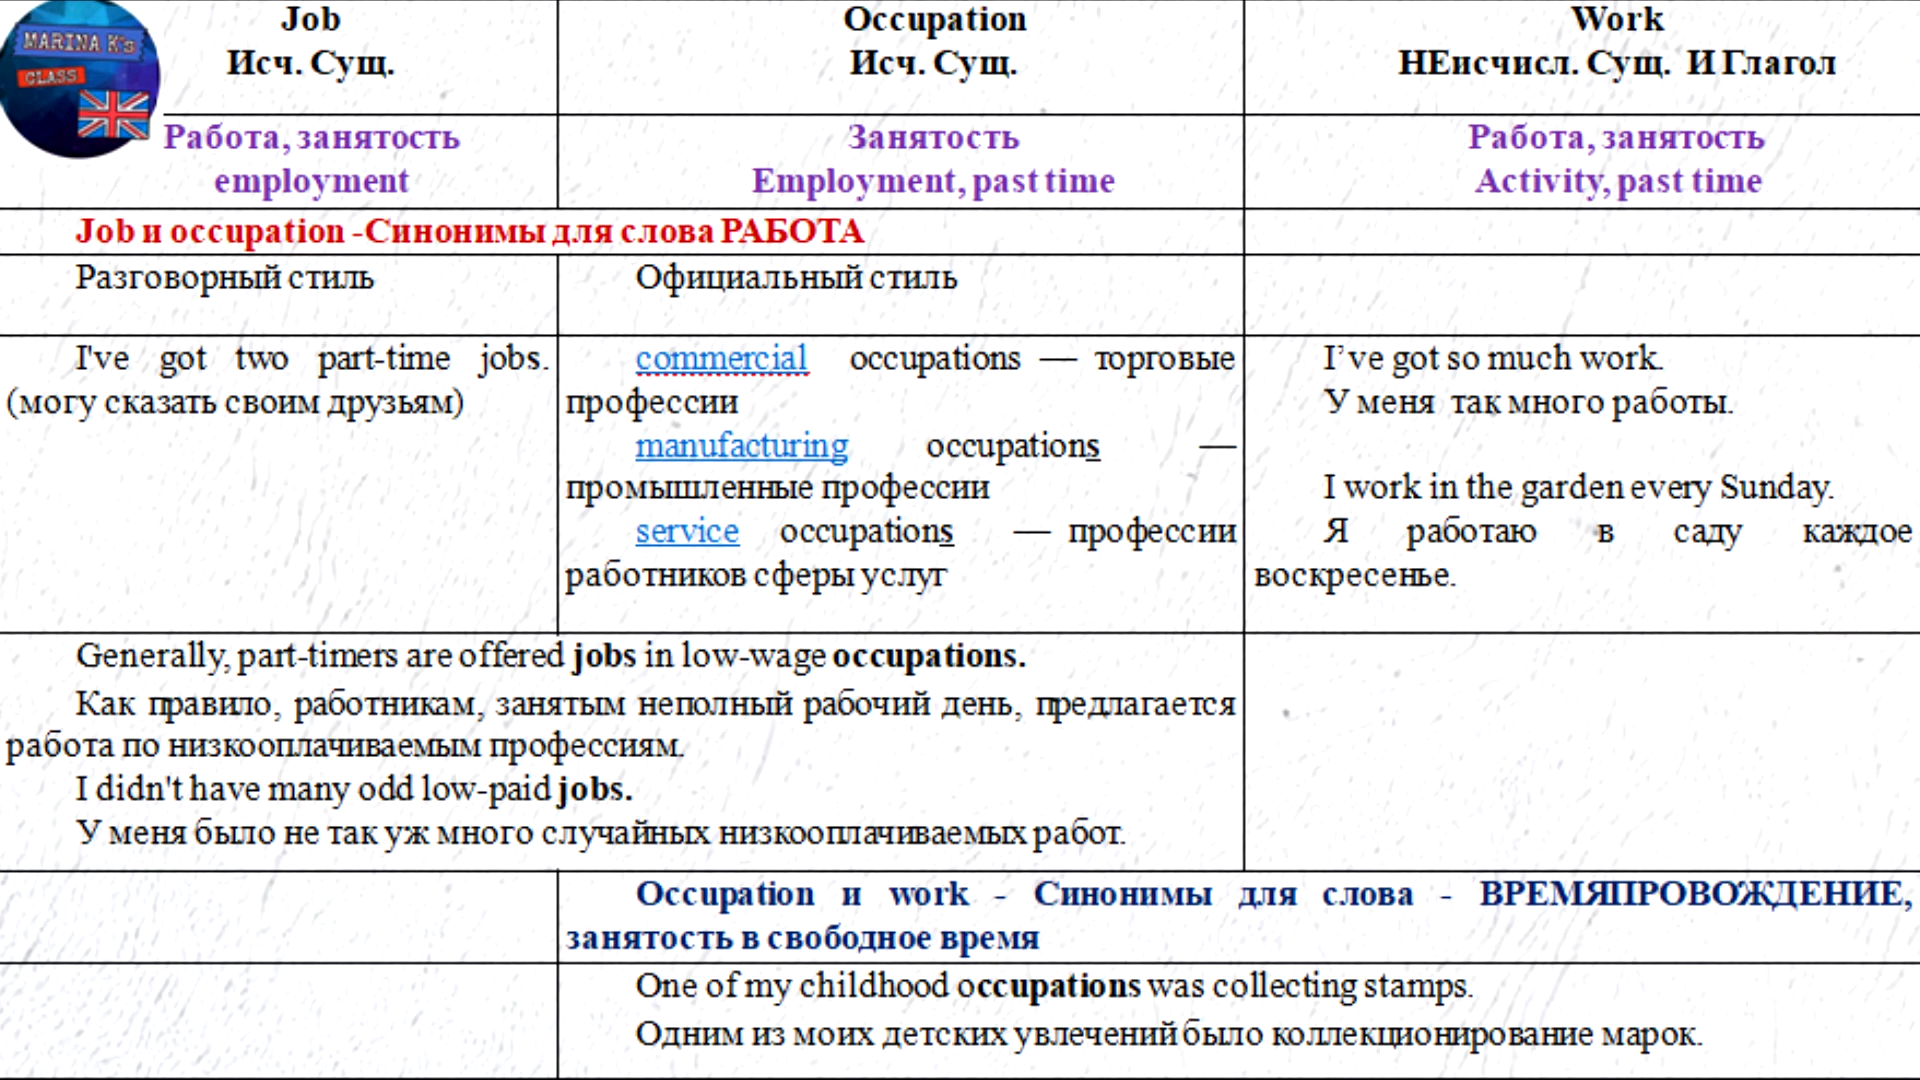 MARINA K's
CLASS
Job
Исч. Сущ.
Occupation
Исч. Сущ.
Work
НЕисчисл. Сущ. И Глагол
Работа, занятость
employment
Занятость
Employment, past time
Работа, занятость
Activity, past time
Job и occupation -Синонимы для слова РАБОТА
Разговорный стиль
Официальный стиль
I've got two part-time jobs.
(могу сказать своим друзьям)
commercial occupations — торговые
профессии
manufacturing occupations —
промышленные профессии
service occupations — профессии
работников сферы услуг
I’ve got so much work.
У меня так много работы.
I work in the garden every Sunday.
Я работаю в саду каждое
воскресенье.
Generally, part-timers are offered jobs in low-wage occupations.
Как правило, работникам, занятым неполный рабочий день, предлагается
работа по низкооплачиваемым профессиям.
I didn't have many odd low-paid jobs.
У меня было не так уж много случайных низкооплачиваемых работ.
Occupation и work - Синонимы для слова - ВРЕМЯПРОВОЖДЕНИЕ,
занятость в свободное время
One of my childhood occupations was collecting stamps.
Одним из моих детских увлечений было коллекционирование марок.